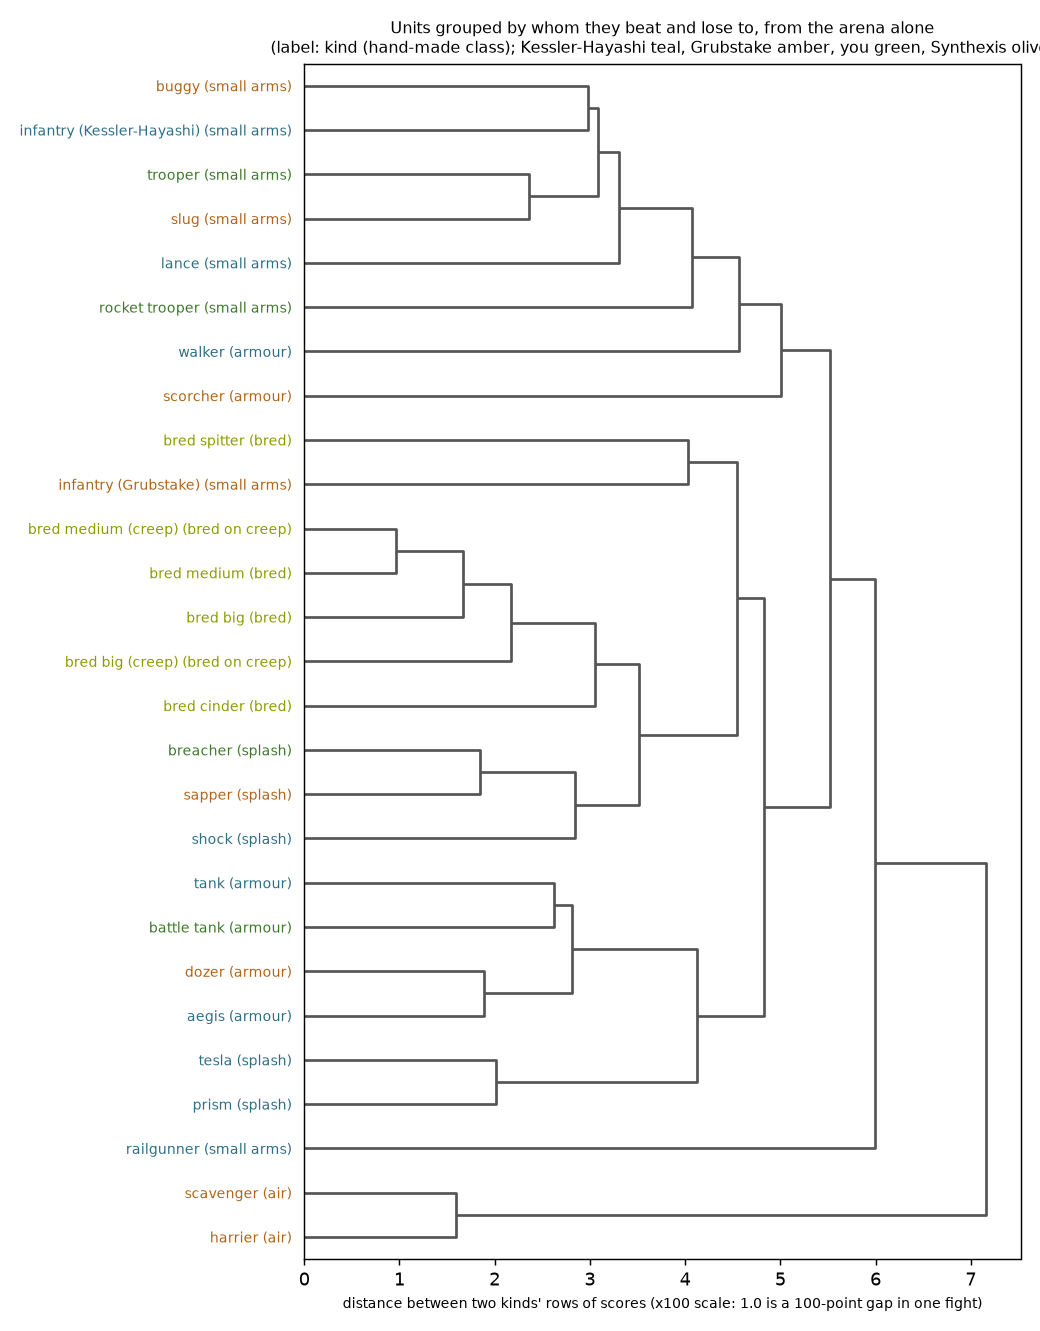 Units grouped by whom they beat and lose to, from the arena alone
(label: kind (hand-made class); Kessler-Hayashi teal, Grubstake amber, you green, Synthexis olive
buggy (small arms)
infantry (Kessler-Hayashi) (small arms)
trooper (small arms)
slug (small arms)
lance (small arms)
rocket trooper (small arms)
walker (armour)
scorcher (armour)
bred spitter (bred)
infantry (Grubstake) (small arms)
bred medium (creep) (bred on creep)
bred medium (bred)
bred big (bred)
bred big (creep) (bred on creep)
bred cinder (bred)
breacher (splash)
sapper (splash)
shock (splash)
tank (armour)
battle tank (armour)
dozer (armour)
aegis (armour)
tesla (splash)
prism (splash)
railgunner (small arms)
scavenger (air)
harrier (air)
0 1 2 3 4 5 6 7
distance between two kinds' rows of scores (x100 scale: 1.0 is a 100-point gap in one fight)